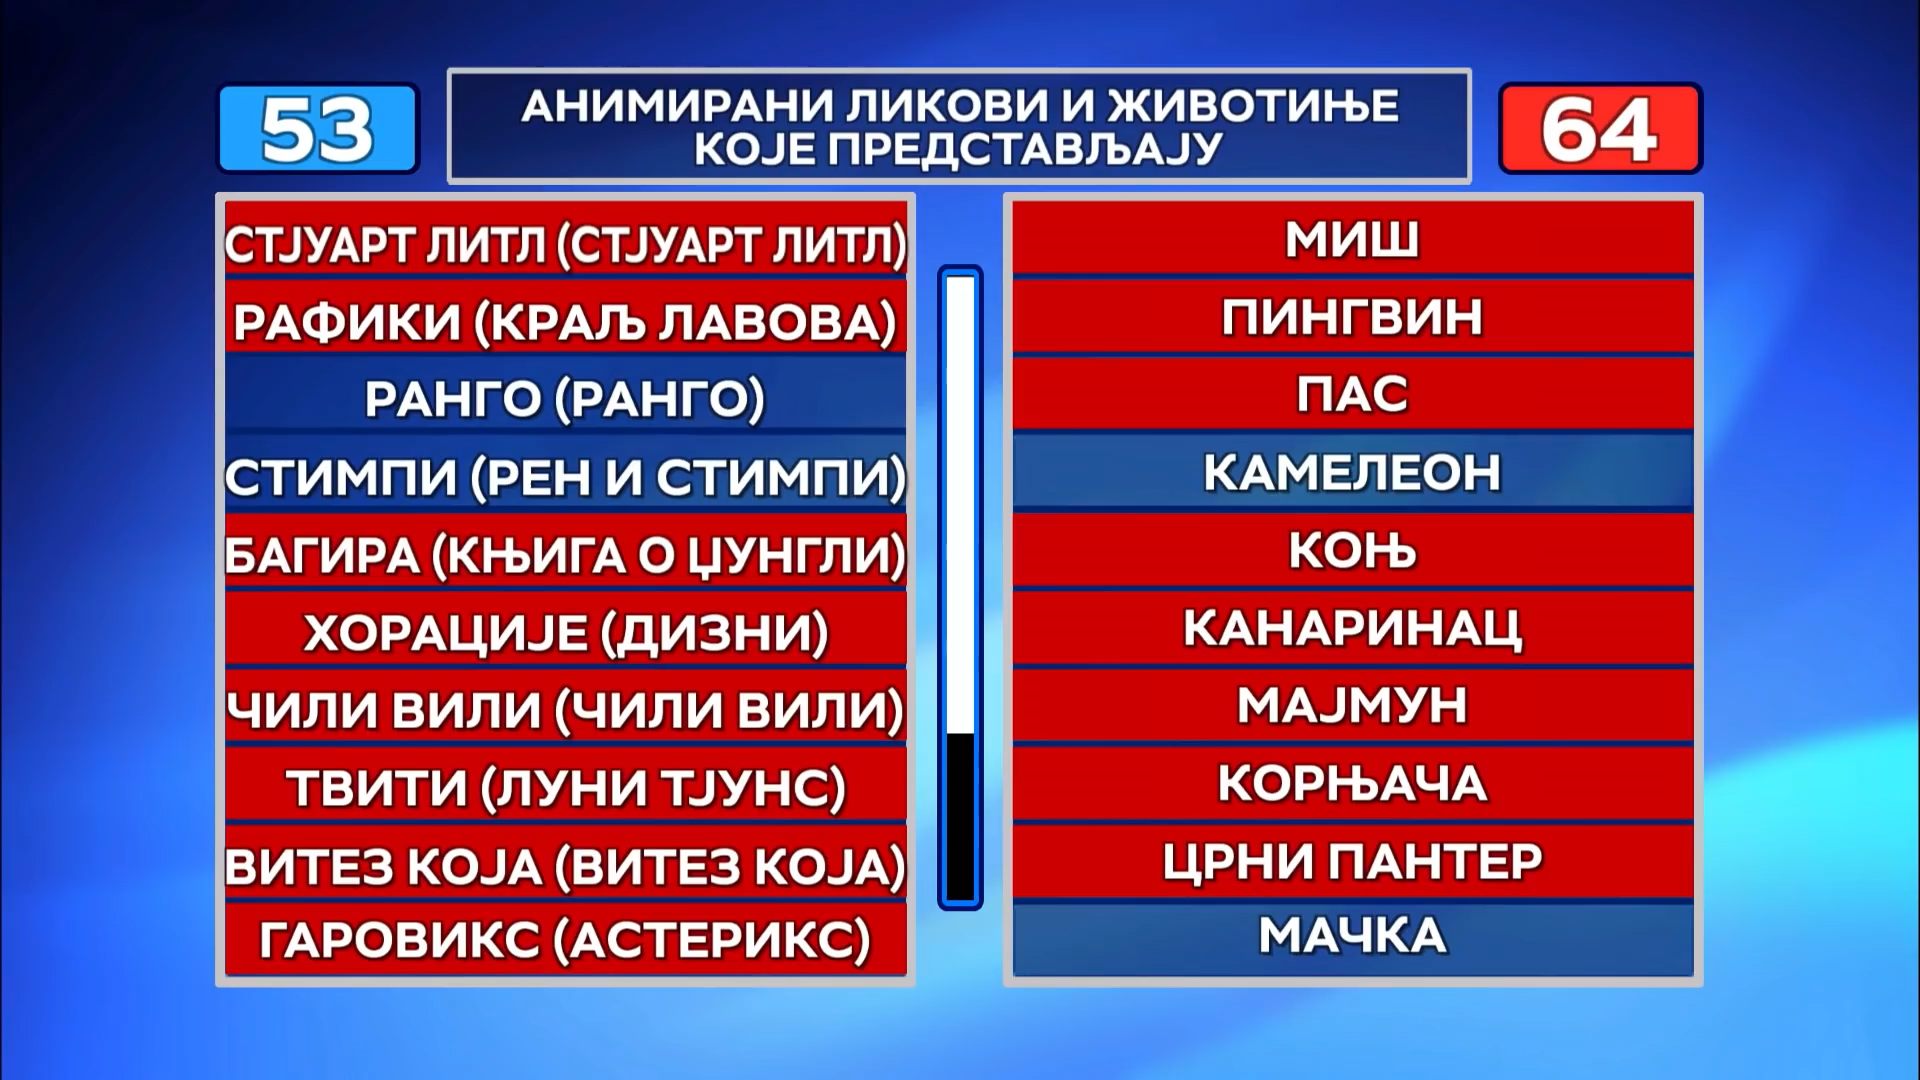 53
АНИМИРАНИ ЛИКОВИ И ЖИВОТИЊЕ
КОЈЕ ПРЕДСТАВЉАЈУ
64
СТЈУАРТ ЛИТЛ (СТЈУАРТ ЛИТЛ)
МИШ
РАФИКИ (КРАЉ ЛАВОВА)
ПИНГВИН
РАНГО (РАНГО)
ПАС
СТИМПИ (РЕН И СТИМПИ)
КАМЕЛЕОН
БАГИРА (КЊИГА О ЏУНГЛИ)
КОЊ
ХОРАЦИЈЕ (ДИЗНИ)
КАНАРИНАЦ
ЧИЛИ ВИЛИ (ЧИЛИ ВИЛИ)
МАЈМУН
ТВИТИ (ЛУНИ ТЈУНС)
КОРЊАЧА
ВИТЕЗ КОЈА (ВИТЕЗ КОЈА)
ЦРНИ ПАНТЕР
ГАРОВИКС (АСТЕРИКС)
МАЧКА